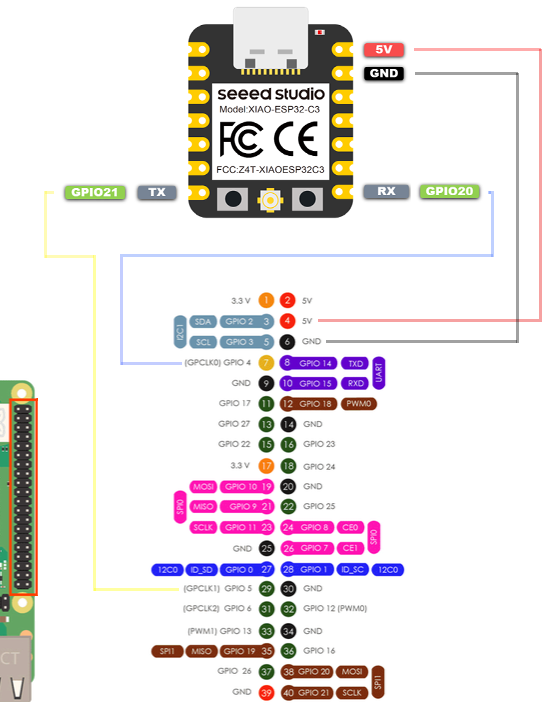 5V
GND
seeed studio
Model:XIAO-ESP32-C3
FC CE
FCC:Z4T-XIAOESP32C3
GPIO21 TX
RX GPIO20
3.3 V 1 2 5V
I2C1 SDA GPIO 2 3 4 5V
SCL GPIO 3 5 6 GND
(GPCLK0) GPIO 4 7 8 GPIO 14 TXD UART
GND 9 10 GPIO 15 RXD
GPIO 17 11 12 GPIO 18 PWM0
GPIO 27 13 14 GND
GPIO 22 15 16 GPIO 23
3.3 V 17 18 GPIO 24
SPI0 MOSI GPIO 10 19 20 GND
MISO GPIO 9 21 22 GPIO 25
SCLK GPIO 11 23 24 GPIO 8 CE0 SPI0
GND 25 26 GPIO 7 CE1
12C0 ID_SD GPIO 0 27 28 GPIO 1 ID_SC 12C0
(GPCLK1) GPIO 5 29 30 GND
(GPCLK2) GPIO 6 31 32 GPIO 12 (PWM0)
(PWM1) GPIO 13 33 34 GND
SPI1 MISO GPIO 19 35 36 GPIO 16
GPIO 26 37 38 GPIO 20 MOSI SPI1
GND 39 40 GPIO 21 SCLK
CT